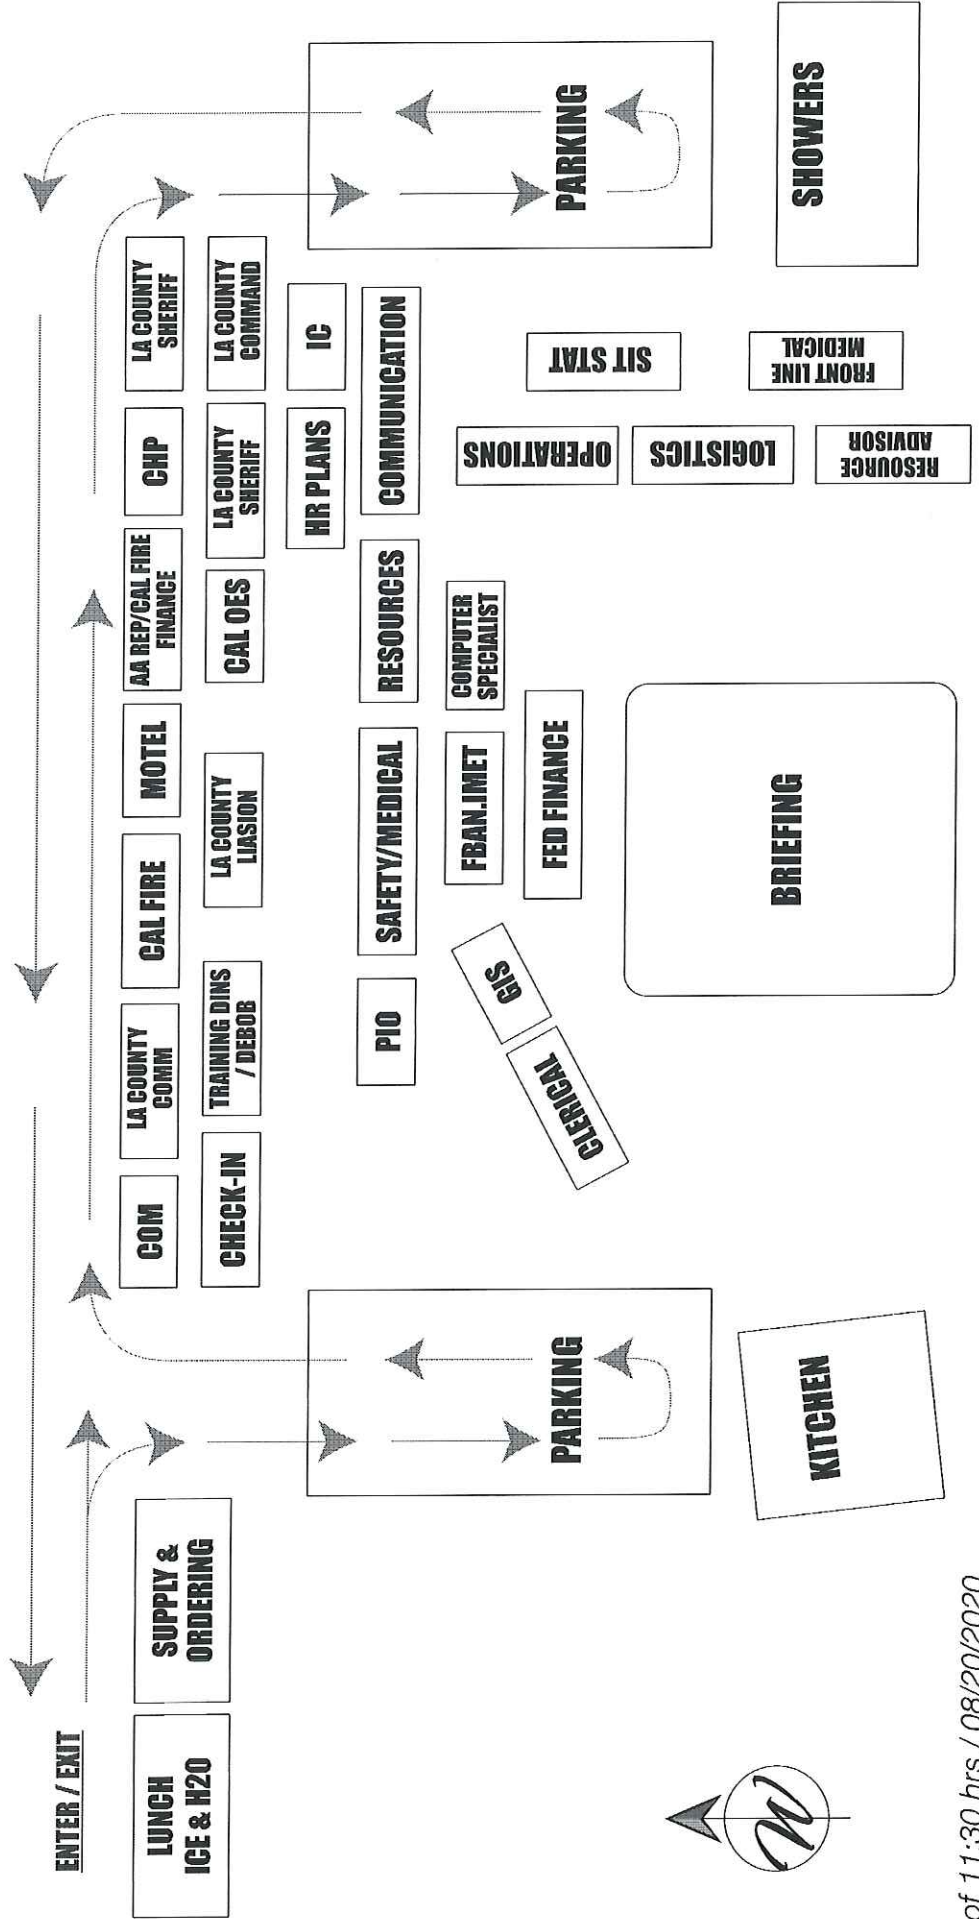 ENTER / EXIT
LUNCH
ICE & H20
SUPPLY &
ORDERING
COM
LA COUNTY
COMM
CAL FIRE
MOTEL
AA REP/CAL FIRE
FINANCE
CHP
LA COUNTY
SHERIFF
CHECK-IN
TRAINING DINS
/ DEBOB
LA COUNTY
LIASION
CAL OES
LA COUNTY
SHERIFF
LA COUNTY
COMMAND
HR PLANS
IC
PIO
SAFETY/MEDICAL
RESOURCES
COMMUNICATION
CLERICAL
GIS
FBAN.IMET
COMPUTER
SPECIALIST
FED FINANCE
OPERATIONS
SIT STAT
LOGISTICS
FRONT LINE
MEDICAL
RESOURCE
ADVISOR
PARKING
PARKING
KITCHEN
BRIEFING
SHOWERS
N
of 11:30 hrs / 08/20/2020